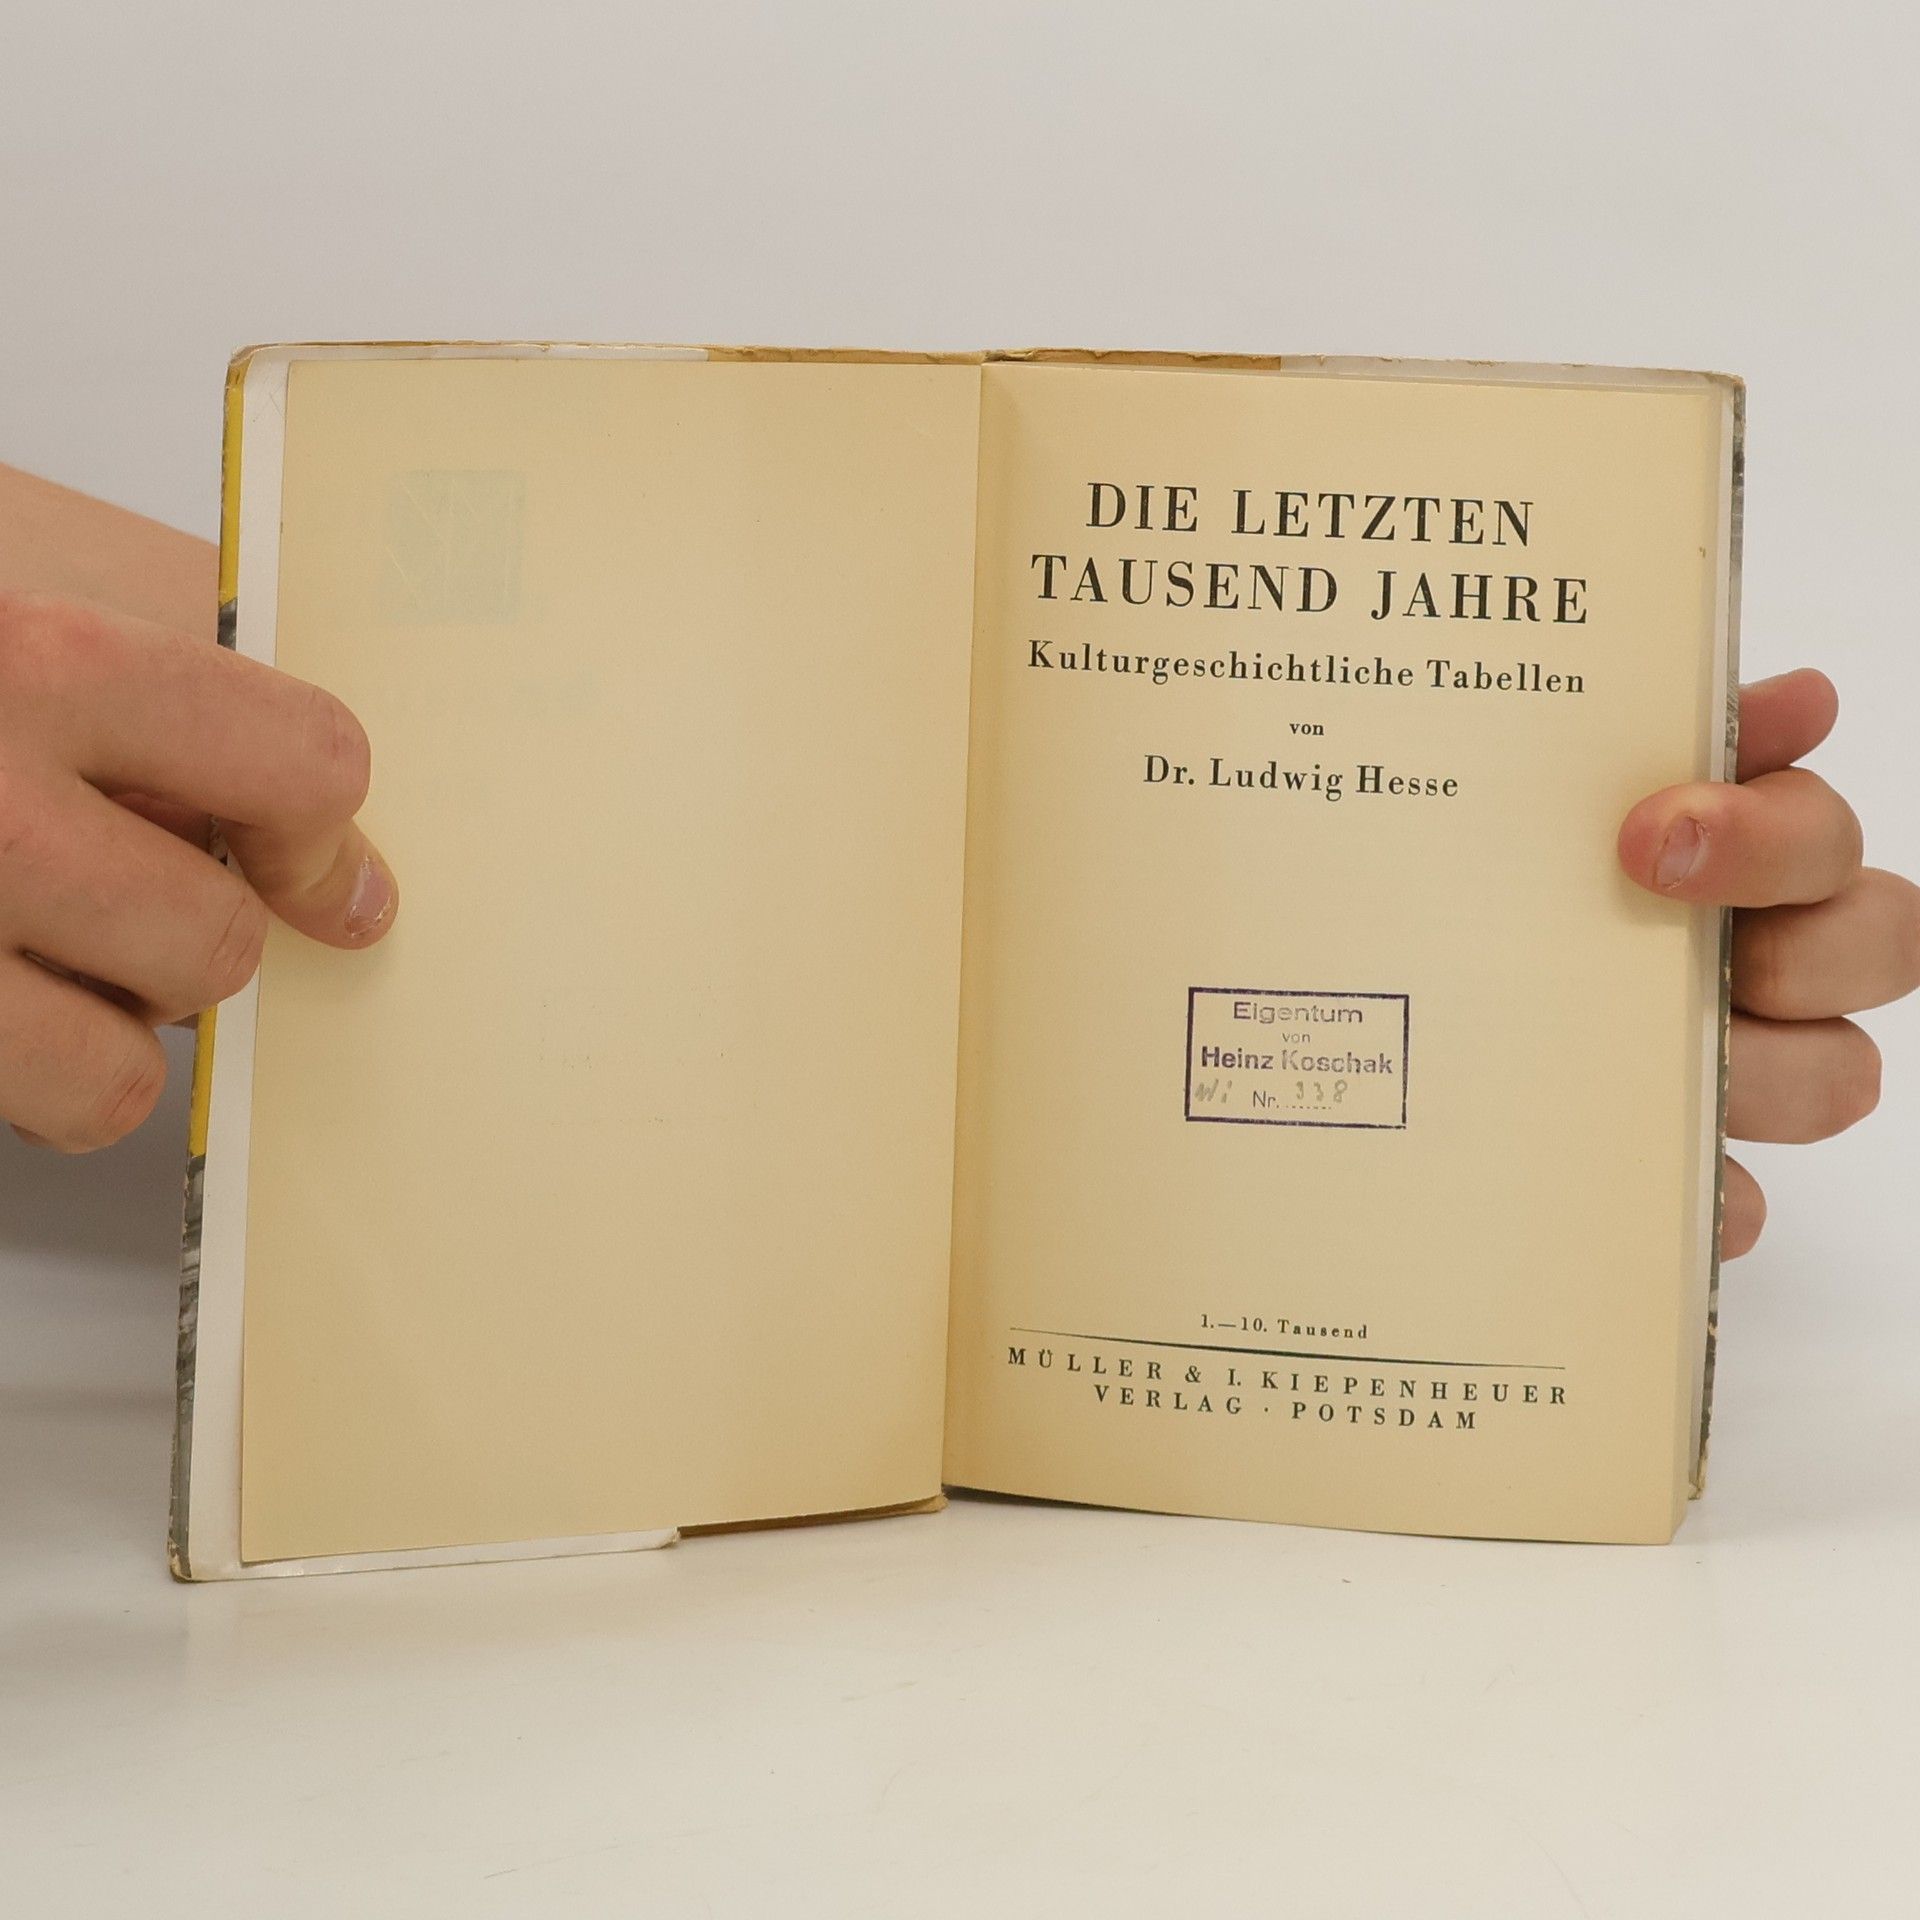 DIE LETZTEN
TAUSEND JAHRE
Kulturgeschichtliche Tabellen
von
Dr. Ludwig Hesse
Eigentum
von
Heinz Koschak
Nr. 338
1.—10. Tausend
MÜLLER & I. KIEPENHEUER
VERLAG · POTSDAM